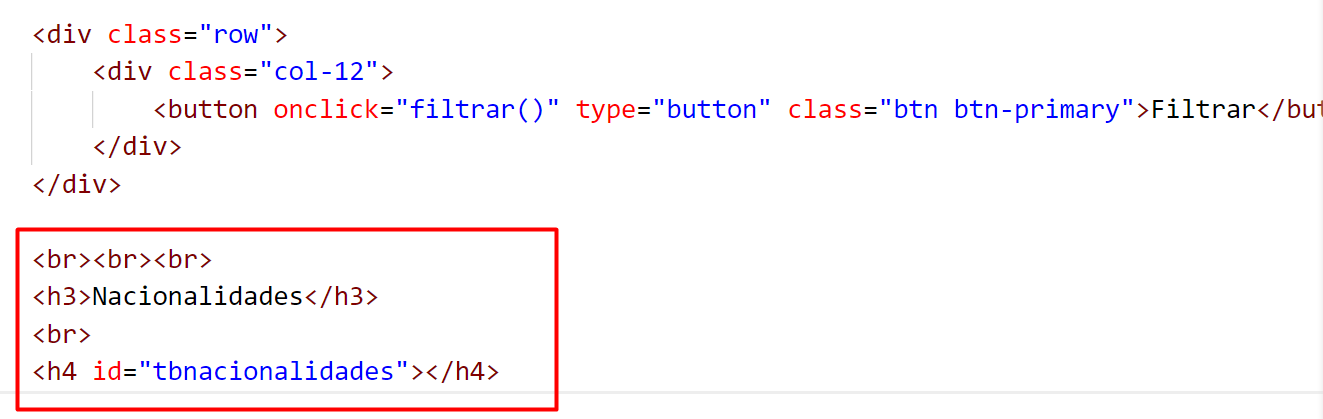 <div class="row">
<div class="col-12">
<button onclick="filtrar()" type="button" class="btn btn-primary">Filtrar</but
</div>
</div>
<br><br><br>
<h3>Nacionalidades</h3>
<br>
<h4 id="tbnacionalidades"></h4>